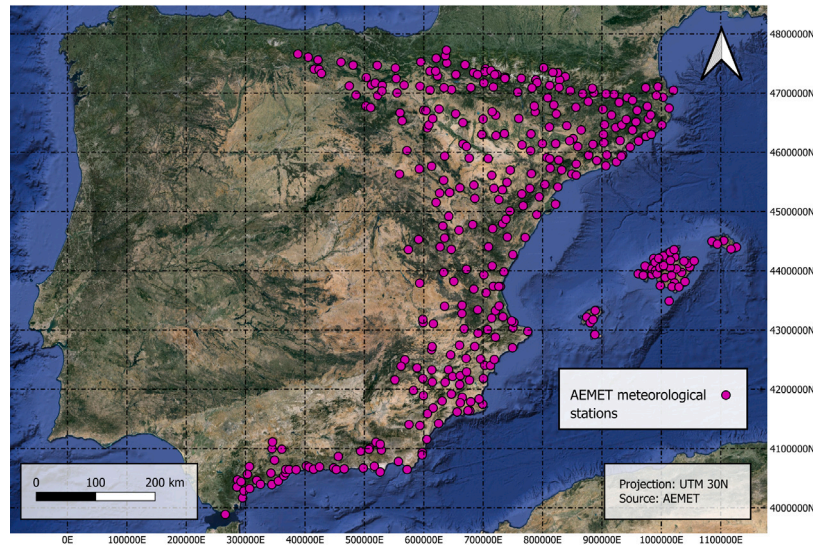 4800000N
4700000N
4600000N
4500000N
4400000N
4300000N
4200000N
4100000N
4000000N
AEMET meteorological
stations
0 100 200 km
Projection: UTM 30N
Source: AEMET
0E 100000E 200000E 300000E 400000E 500000E 600000E 700000E 800000E 900000E 1000000E 1100000E